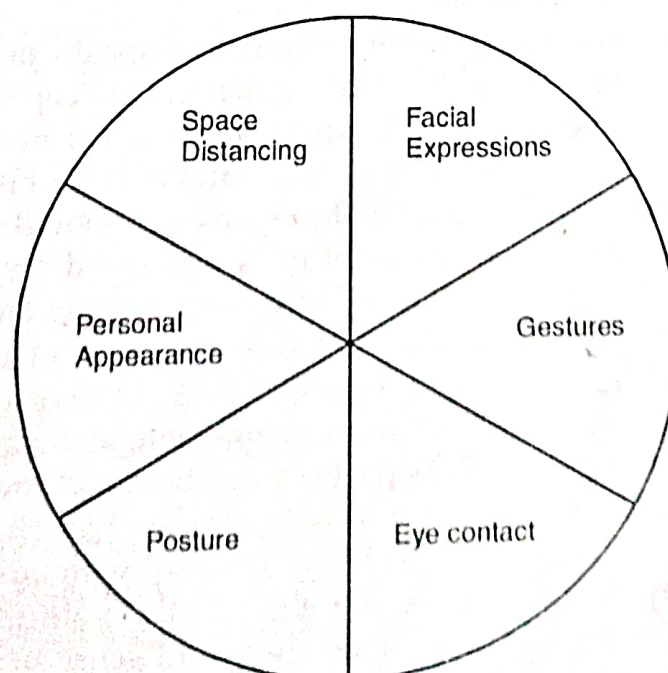 Space
Distancing
Facial
Expressions
Personal
Appearance
Gestures
Posture
Eye contact